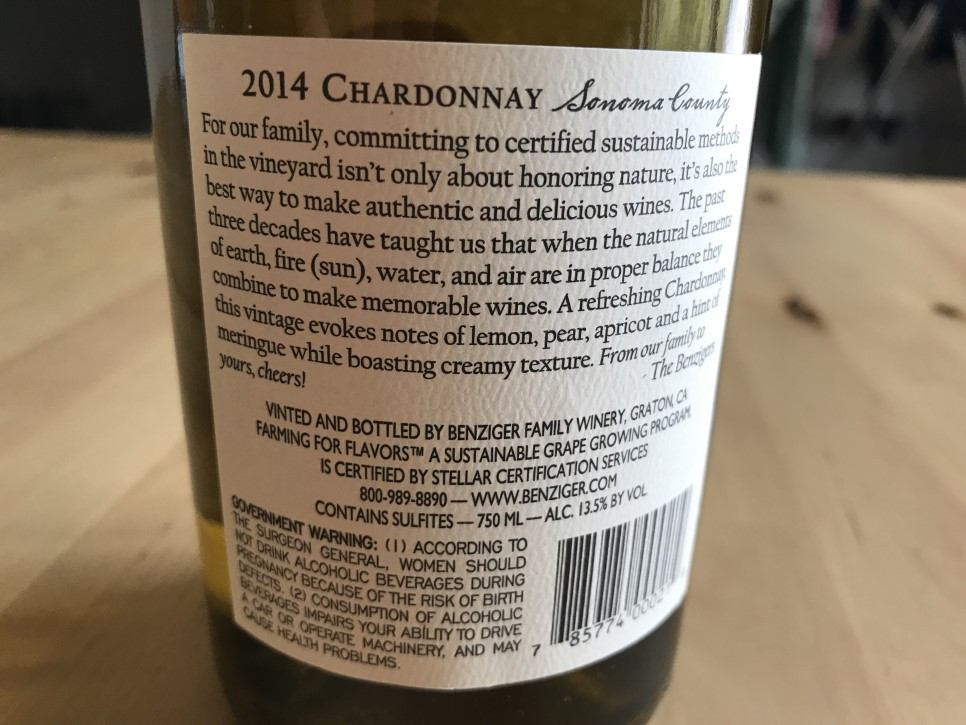 2014 CHARDONNAY Sonoma County
For our family, committing to certified sustainable methods
in the vineyard isn't only about honoring nature, it's also the
best way to make authentic and delicious wines. The past
three decades have taught us that when the natural elements
of earth, fire (sun), water, and air are in proper balance they
combine to make memorable wines. A refreshing Chardonnay,
this vintage evokes notes of lemon, pear, apricot and a hint of
meringue while boasting creamy texture. From our family to
yours, cheers! - The Benzigers
VINTED AND BOTTLED BY BENZIGER FAMILY WINERY, GRATON, CA
FARMING FOR FLAVORS™ A SUSTAINABLE GRAPE GROWING PROGRAM,
IS CERTIFIED BY STELLAR CERTIFICATION SERVICES
800-989-8890 — WWW.BENZIGER.COM
CONTAINS SULFITES — 750 ML — ALC. 13.5% BY VOL
GOVERNMENT WARNING: (1) ACCORDING TO
THE SURGEON GENERAL, WOMEN SHOULD
NOT DRINK ALCOHOLIC BEVERAGES DURING
PREGNANCY BECAUSE OF THE RISK OF BIRTH
DEFECTS. (2) CONSUMPTION OF ALCOHOLIC
BEVERAGES IMPAIRS YOUR ABILITY TO DRIVE
A CAR OR OPERATE MACHINERY, AND MAY
CAUSE HEALTH PROBLEMS.
7 85774